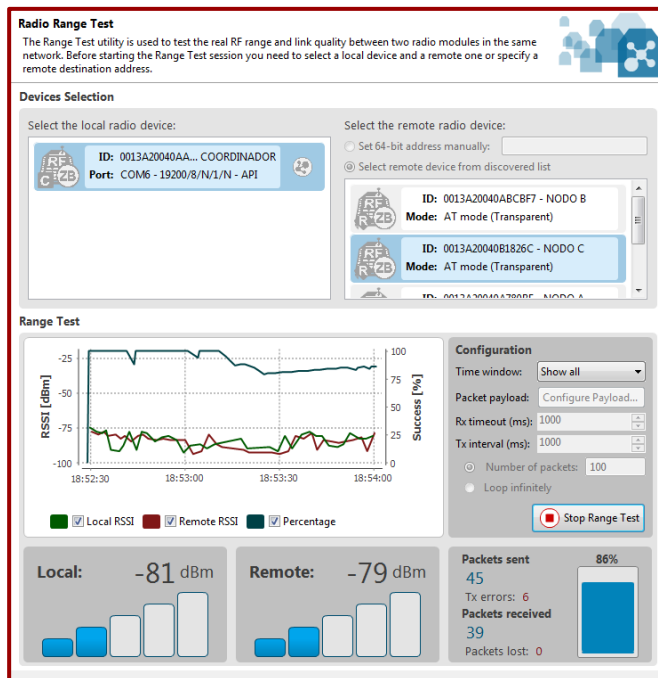 Radio Range Test
The Range Test utility is used to test the real RF range and link quality between two radio modules in the same
network. Before starting the Range Test session you need to select a local device and a remote one or specify a
remote destination address.
Devices Selection
Select the local radio device:
RF
C ZB
ID: 0013A20040AA... COORDINADOR
Port: COM6 - 19200/8/N/1/N - API
Select the remote radio device:
Set 64-bit address manually:
Select remote device from discovered list
RF
R ZB
ID: 0013A20040ABCBF7 - NODO B
Mode: AT mode (Transparent)
RF
R ZB
ID: 0013A20040B1826C - NODO C
Mode: AT mode (Transparent)
Range Test
RSSI [dBm]
-25
-50
-75
-100
Success [%]
100
75
50
25
0
18:52:30 18:53:00 18:53:30 18:54:00
Local RSSI Remote RSSI Percentage
Configuration
Time window: Show all
Packet payload: Configure Payload...
Rx timeout (ms): 1000
Tx interval (ms): 1000
Number of packets: 100
Loop infinitely
Stop Range Test
Local: -81 dBm
Remote: -79 dBm
Packets sent
45
Tx errors: 6
Packets received
39
Packets lost: 0
86%